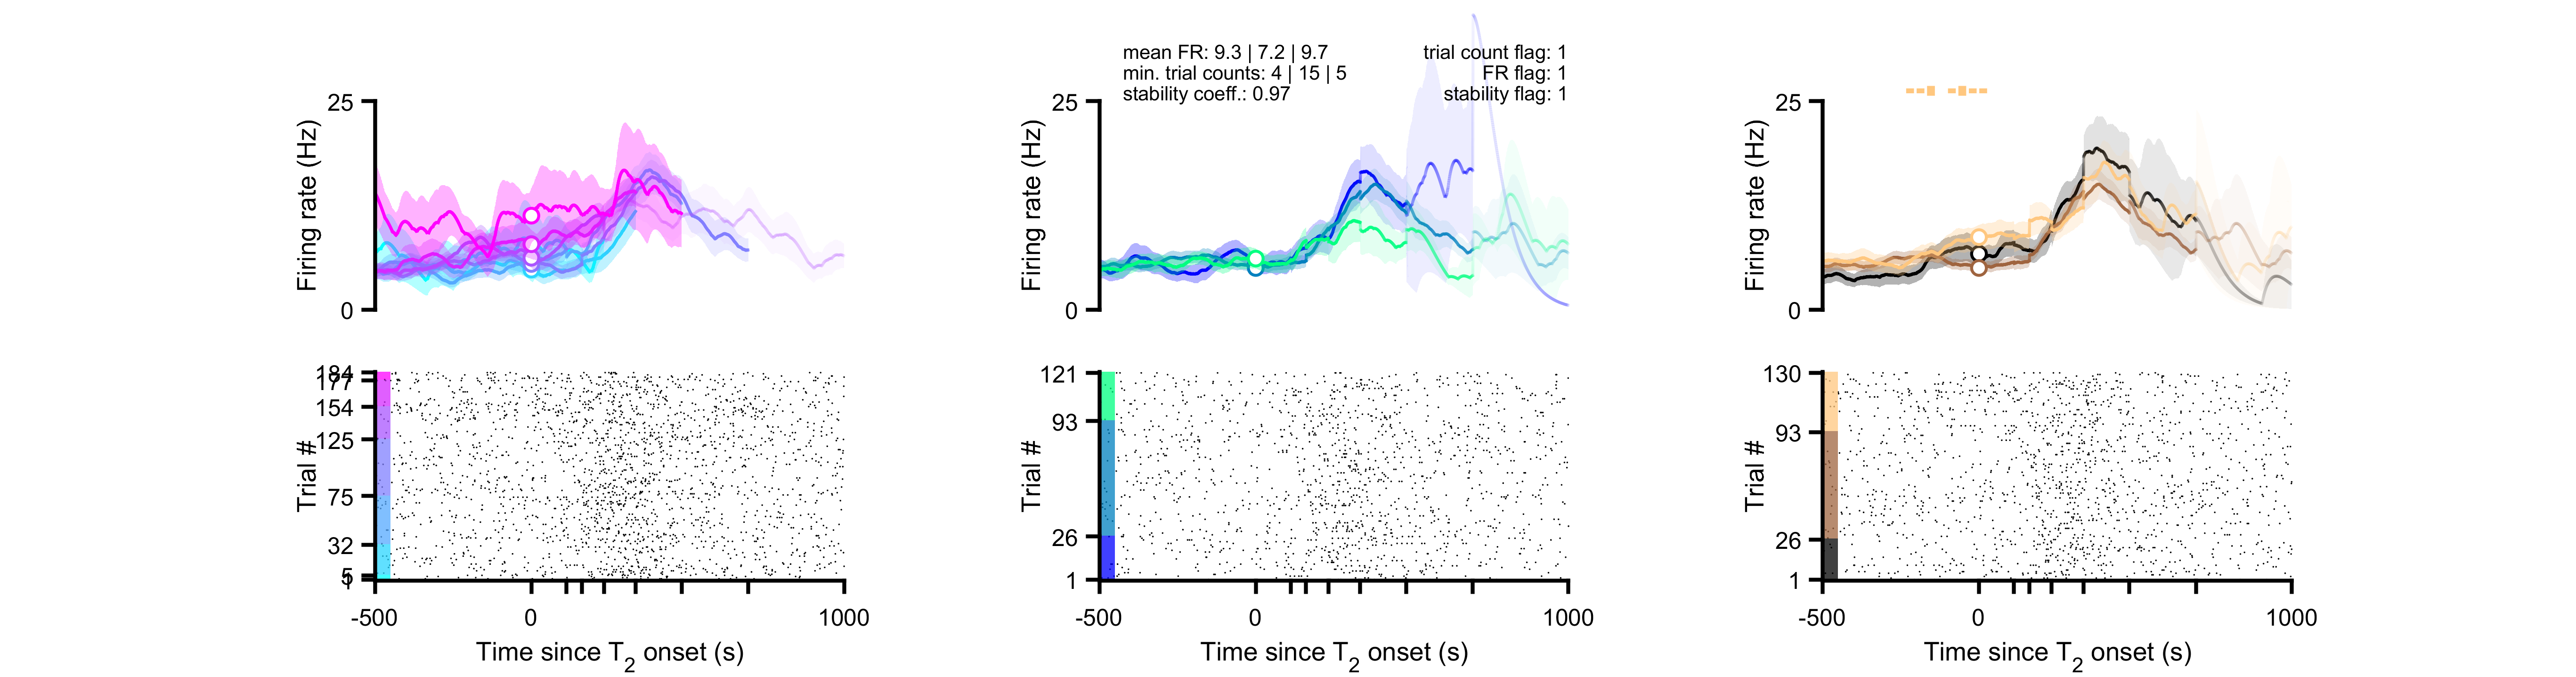 mean FR: 9.3 | 7.2 | 9.7
min. trial counts: 4 | 15 | 5
stability coeff.: 0.97
trial count flag: 1
FR flag: 1
stability flag: 1
25
Firing rate (Hz)
0
25
Firing rate (Hz)
0
25
Firing rate (Hz)
0
184
177
154
125
75
32
5
Trial #
-500
0
1000
Time since T2 onset (s)
121
93
26
1
Trial #
-500
0
1000
Time since T2 onset (s)
130
93
26
1
Trial #
-500
0
1000
Time since T2 onset (s)